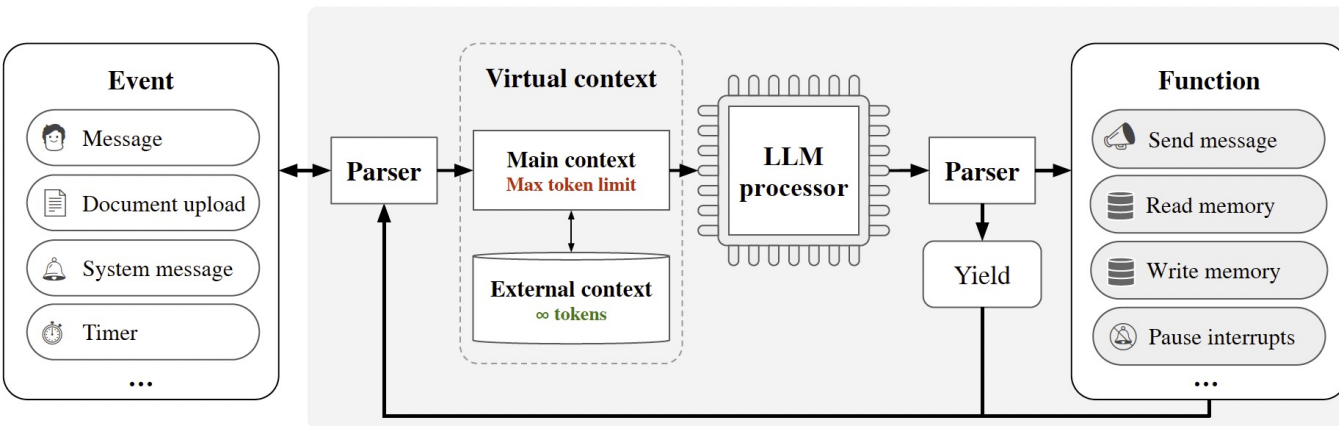 Event
Message
Document upload
System message
Timer
...
Parser
Virtual context
Main context
Max token limit
External context
∞ tokens
LLM
processor
Parser
Yield
Function
Send message
Read memory
Write memory
Pause interrupts
...